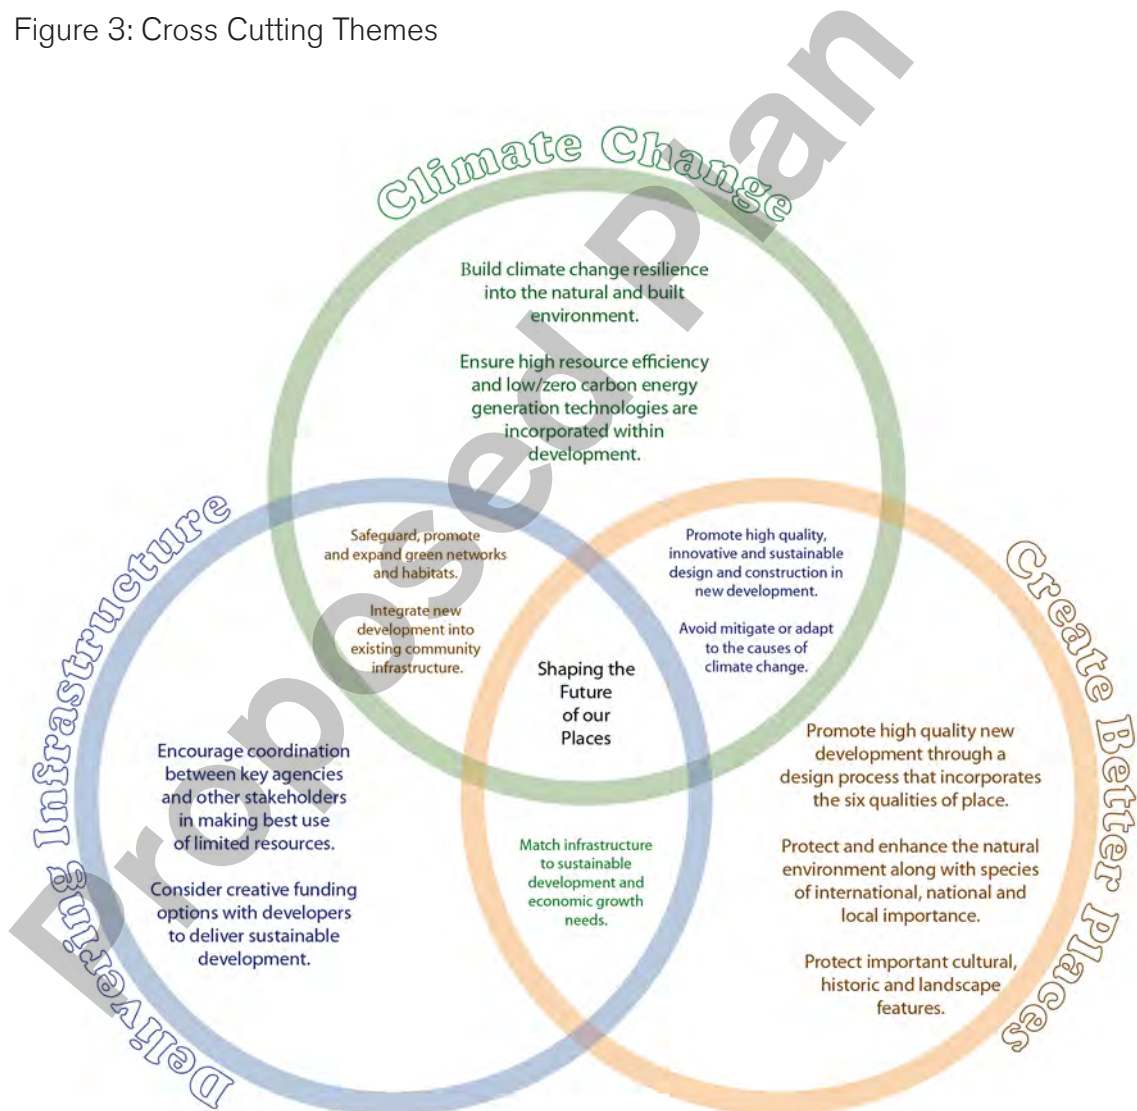 Figure 3: Cross Cutting Themes
Climate Change
Build climate change resilience
into the natural and built
environment.
Ensure high resource efficiency
and low/zero carbon energy
generation technologies are
incorporated within
development.
Delivering Infrastructure
Create Better Places
Safeguard, promote
and expand green networks
and habitats.
Integrate new
development into
existing community
infrastructure.
Promote high quality,
innovative and sustainable
design and construction in
new development.
Avoid mitigate or adapt
to the causes of
climate change.
Shaping the
Future
of our
Places
Encourage coordination
between key agencies
and other stakeholders
in making best use
of limited resources.
Consider creative funding
options with developers
to deliver sustainable
development.
Match infrastructure
to sustainable
development and
economic growth
needs.
Promote high quality new
development through a
design process that incorporates
the six qualities of place.
Protect and enhance the natural
environment along with species
of international, national and
local importance.
Protect important cultural,
historic and landscape
features.
Proposed Plan